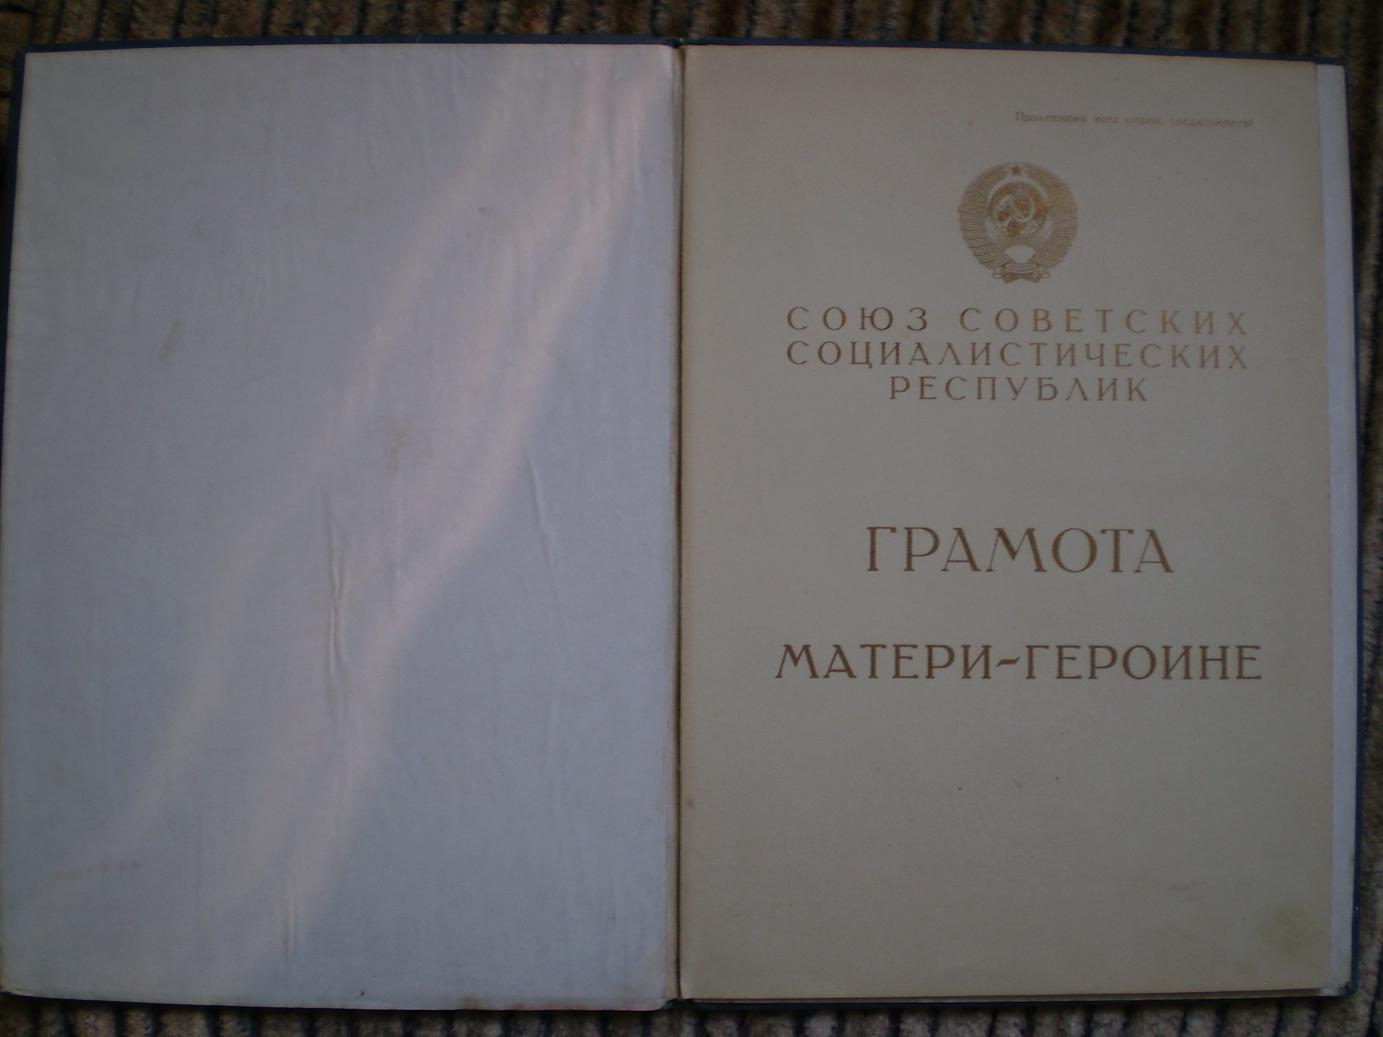 Пролетарии всех стран, соединяйтесь!
СОЮЗ СОВЕТСКИХ
СОЦИАЛИСТИЧЕСКИХ
РЕСПУБЛИК
ГРАМОТА
МАТЕРИ-ГЕРОИНЕ